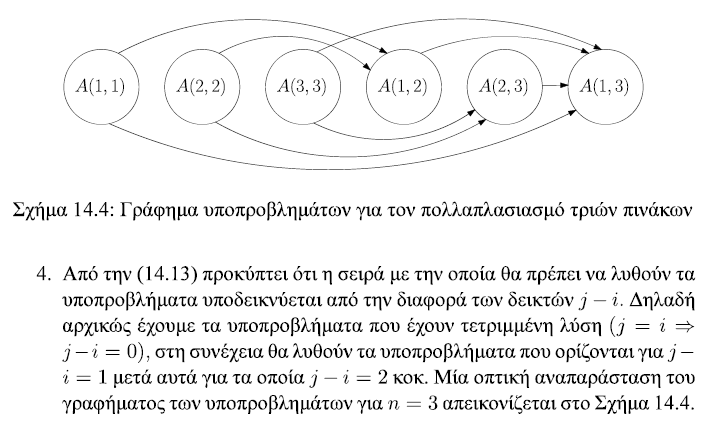 A(1, 1) A(2, 2) A(3, 3) A(1, 2) A(2, 3) A(1, 3)
Σχήμα 14.4: Γράφημα υποπροβλημάτων για τον πολλαπλασιασμό τριών πινάκων
4. Από την (14.13) προκύπτει ότι η σειρά με την οποία θα πρέπει να λυθούν τα
υποπροβλήματα υποδεικνύεται από την διαφορά των δεικτών j − i. Δηλαδή
αρχικώς έχουμε τα υποπροβλήματα που έχουν τετριμμένη λύση (j = i ⇒
j−i = 0), στη συνέχεια θα λυθούν τα υποπροβλήματα που ορίζονται για j−
i = 1 μετά αυτά για τα οποία j − i = 2 κοκ. Μία οπτική αναπαράσταση του
γραφήματος των υποπροβλημάτων για n = 3 απεικονίζεται στο Σχήμα 14.4.